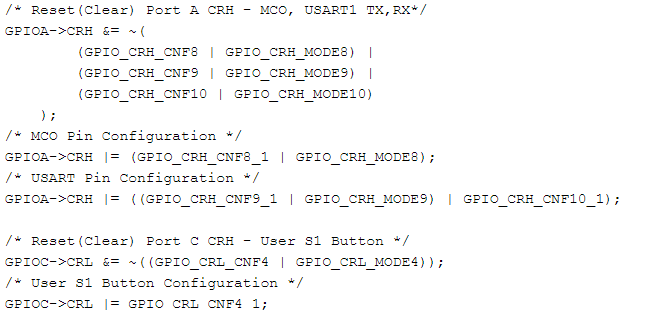 /* Reset(Clear) Port A CRH - MCO, USART1 TX,RX*/
GPIOA->CRH &= ~(
(GPIO_CRH_CNF8 | GPIO_CRH_MODE8) |
(GPIO_CRH_CNF9 | GPIO_CRH_MODE9) |
(GPIO_CRH_CNF10 | GPIO_CRH_MODE10)
);
/* MCO Pin Configuration */
GPIOA->CRH |= (GPIO_CRH_CNF8_1 | GPIO_CRH_MODE8);
/* USART Pin Configuration */
GPIOA->CRH |= ((GPIO_CRH_CNF9_1 | GPIO_CRH_MODE9) | GPIO_CRH_CNF10_1);
/* Reset(Clear) Port C CRH - User S1 Button */
GPIOC->CRL &= ~((GPIO_CRL_CNF4 | GPIO_CRL_MODE4));
/* User S1 Button Configuration */
GPIOC->CRL |= GPIO_CRL_CNF4_1;